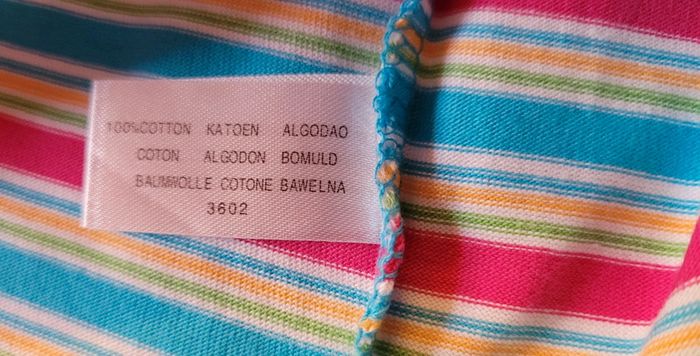 100%COTTON KATOEN ALGODAO
COTON ALGODON BOMULD
BAUMWOLLE COTONE BAWELNA
3602